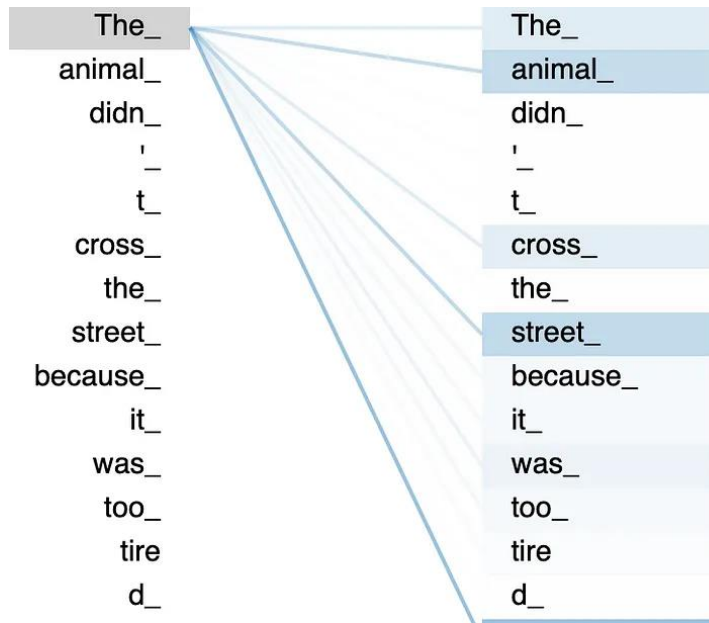 The_ The_
animal_ animal_
didn_ didn_
'_ '_
t_ t_
cross_ cross_
the_ the_
street_ street_
because_ because_
it_ it_
was_ was_
too_ too_
tire tire
d_ d_